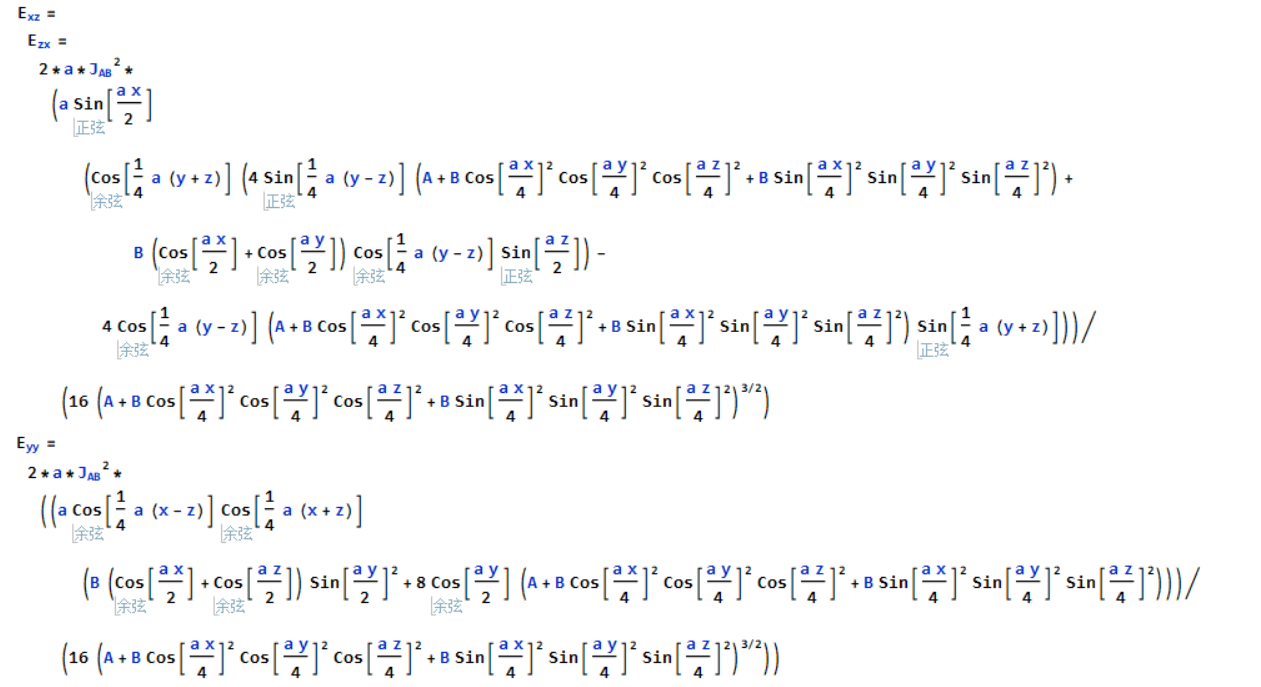 E_xz =
E_zx =
2 * a * J_AB^2 *
(a Sin[a x/2]
正弦
(Cos[1/4 a (y + z)] (4 Sin[1/4 a (y - z)] (A + B Cos[a x/4]^2 Cos[a y/4]^2 Cos[a z/4]^2 + B Sin[a x/4]^2 Sin[a y/4]^2 Sin[a z/4]^2) +
余弦 正弦
B (Cos[a x/2] + Cos[a y/2]) Cos[1/4 a (y - z)] Sin[a z/2]) -
余弦 余弦 余弦 正弦
4 Cos[1/4 a (y - z)] (A + B Cos[a x/4]^2 Cos[a y/4]^2 Cos[a z/4]^2 + B Sin[a x/4]^2 Sin[a y/4]^2 Sin[a z/4]^2) Sin[1/4 a (y + z)]))/
余弦 正弦
(16 (A + B Cos[a x/4]^2 Cos[a y/4]^2 Cos[a z/4]^2 + B Sin[a x/4]^2 Sin[a y/4]^2 Sin[a z/4]^2)^3/2)
E_yy =
2 * a * J_AB^2 *
((a Cos[1/4 a (x - z)] Cos[1/4 a (x + z)]
余弦 余弦
(B (Cos[a x/2] + Cos[a z/2]) Sin[a y/2]^2 + 8 Cos[a y/2] (A + B Cos[a x/4]^2 Cos[a y/4]^2 Cos[a z/4]^2 + B Sin[a x/4]^2 Sin[a y/4]^2 Sin[a z/4]^2)))/
余弦 余弦 余弦
(16 (A + B Cos[a x/4]^2 Cos[a y/4]^2 Cos[a z/4]^2 + B Sin[a x/4]^2 Sin[a y/4]^2 Sin[a z/4]^2)^3/2))